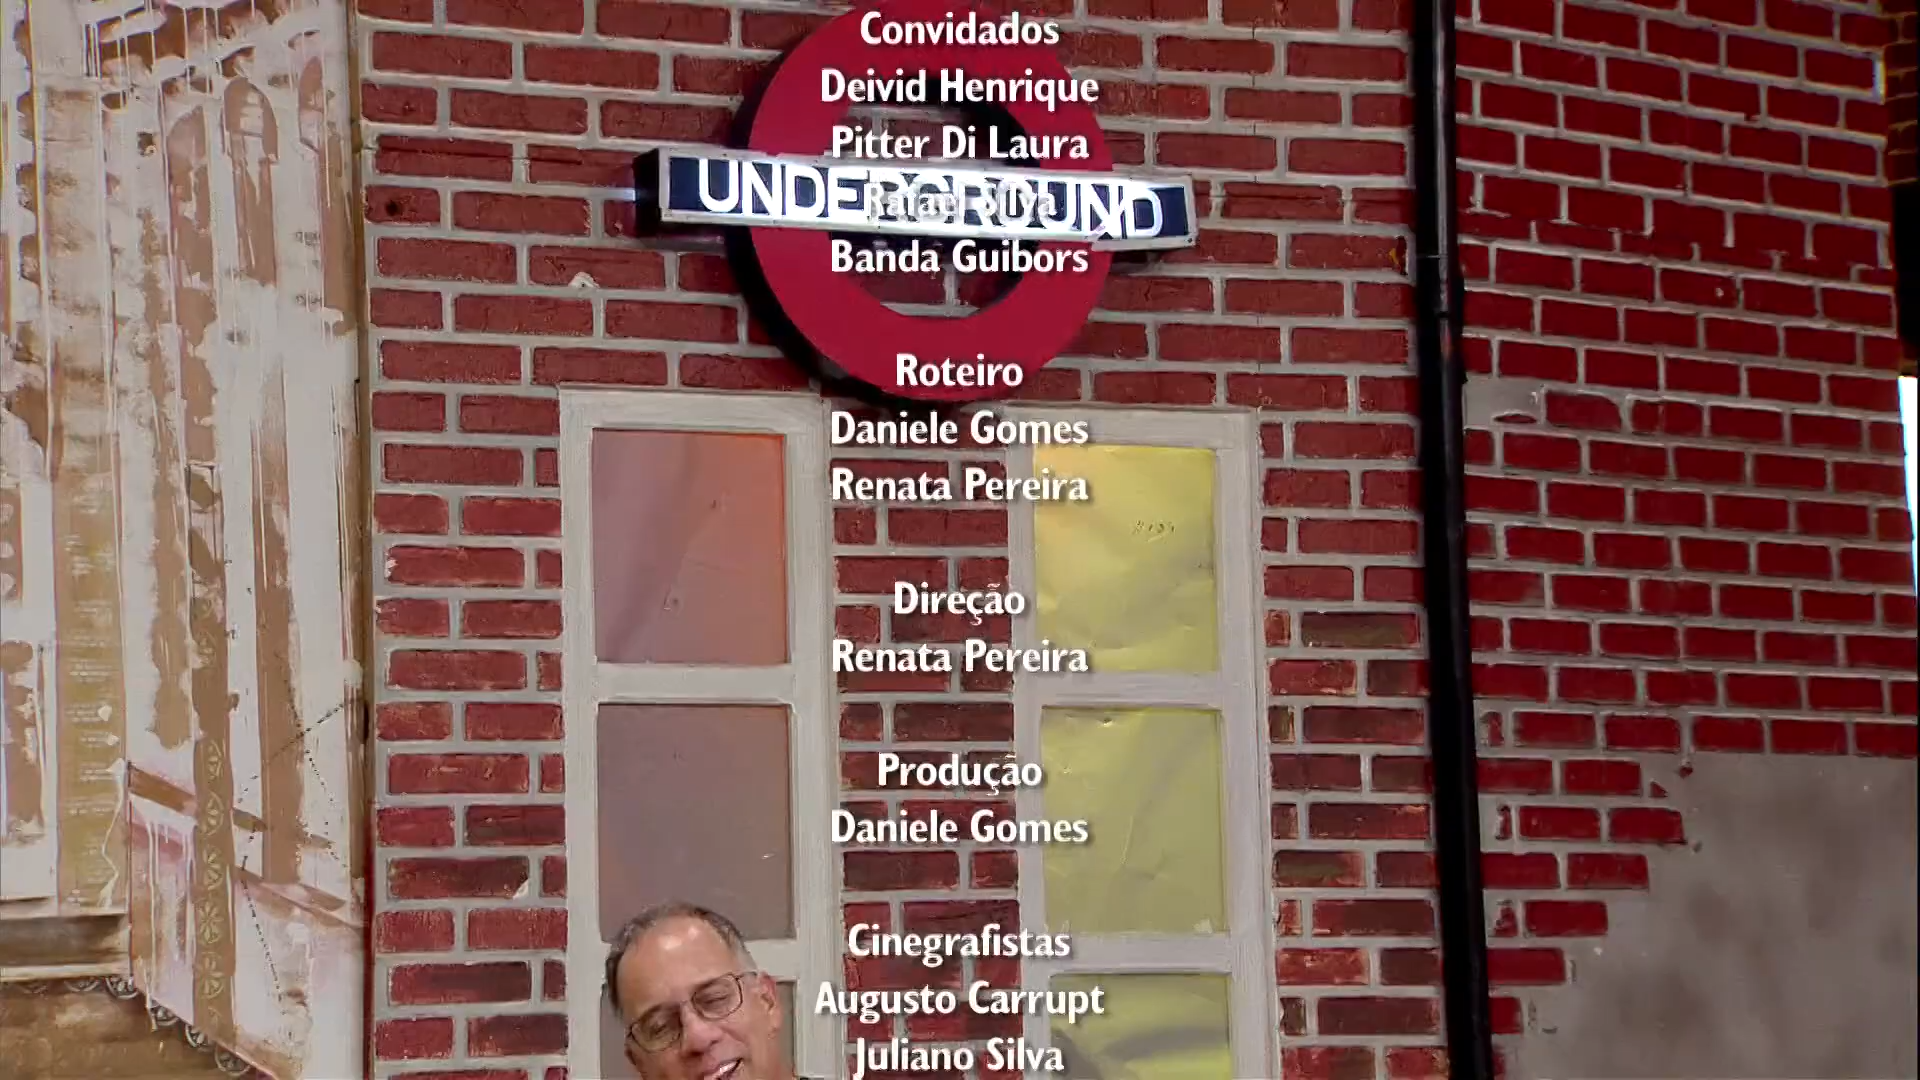 Convidados
Deivid Henrique
Pitter Di Laura
UNDERGROUND
Rafael Silva
Banda Guibors
Roteiro
Daniele Gomes
Renata Pereira
Direção
Renata Pereira
Produção
Daniele Gomes
Cinegrafistas
Augusto Carrupt
Juliano Silva